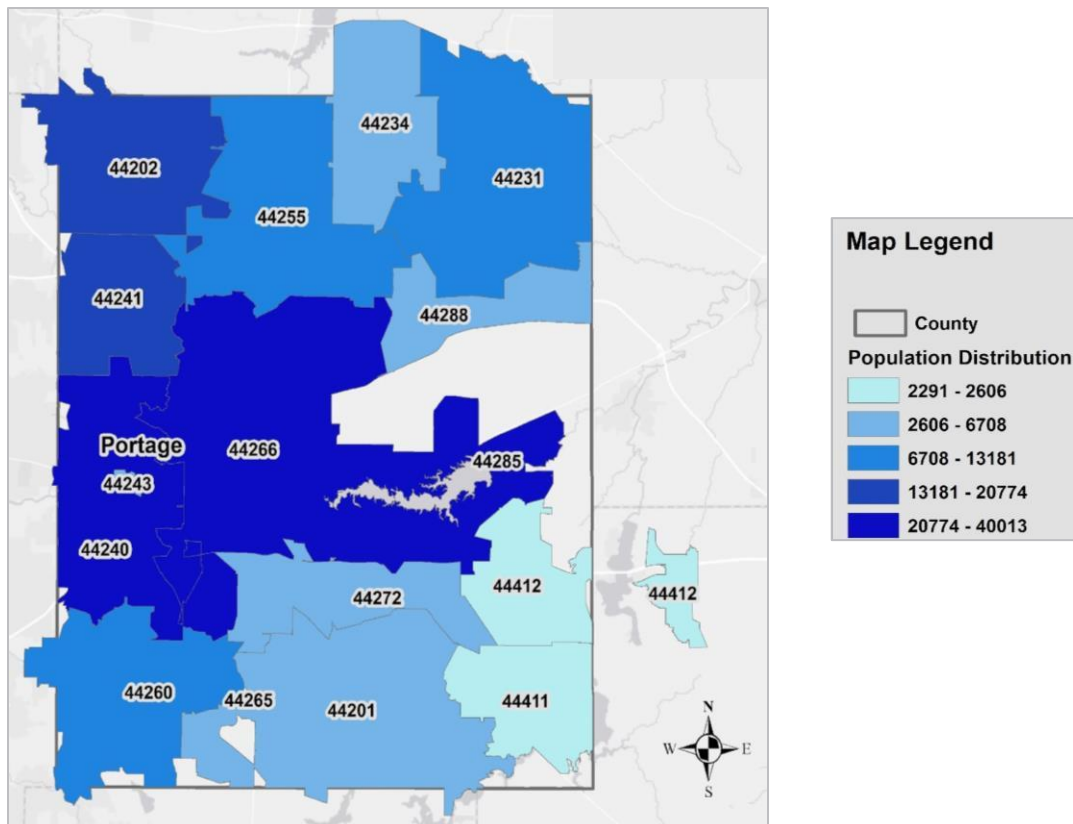 44234
44202
44231
44255
44241
44288
Portage
44266
44285
44243
44240
44412
44412
44272
44260
44265
44201
44411
N
W
E
S
Map Legend
County
Population Distribution
2291 - 2606
2606 - 6708
6708 - 13181
13181 - 20774
20774 - 40013